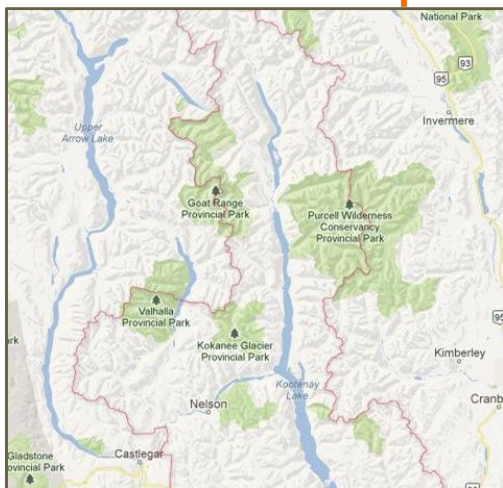 National Park
93
95
Invermere
Upper
Arrow Lake
Goat Range
Provincial Park
Purcell Wilderness
Conservancy
Provincial Park
Valhalla
Provincial Park
Kokanee Glacier
Provincial Park
95
Kimberley
ark
Kootenay
Lake
Nelson
Cranb
Castlegar
Gladstone
ovincial Park